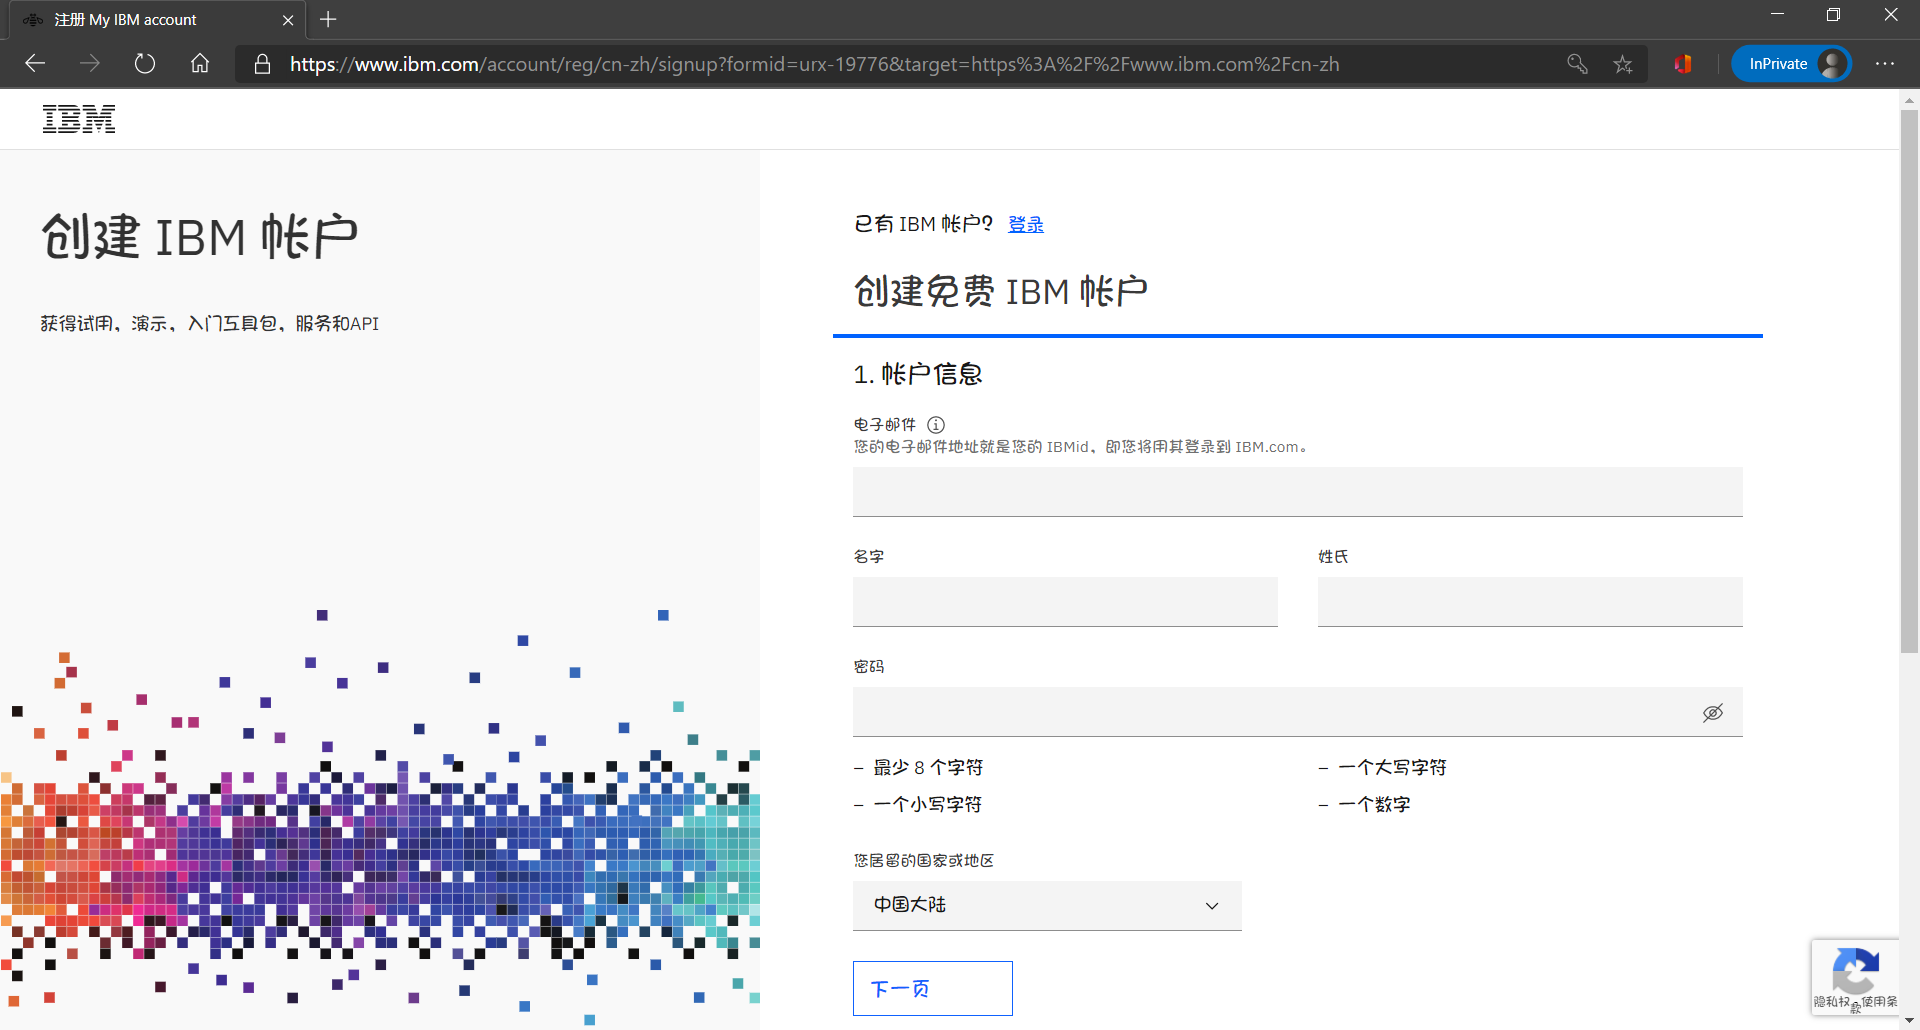 注册 My IBM account
https://www.ibm.com/account/reg/cn-zh/signup?formid=urx-19776&target=https%3A%2F%2Fwww.ibm.com%2Fcn-zh
InPrivate
IBM
创建 IBM 帐户
获得试用，演示，入门工具包，服务和API
已有 IBM 帐户？ 登录
创建免费 IBM 帐户
1. 帐户信息
电子邮件
您的电子邮件地址就是您的 IBMid，即您将用其登录到 IBM.com。
名字
姓氏
密码
– 最少 8 个字符
– 一个大写字符
– 一个小写字符
– 一个数字
您居留的国家或地区
中国大陆
下一页
隐私权 - 使用条
款